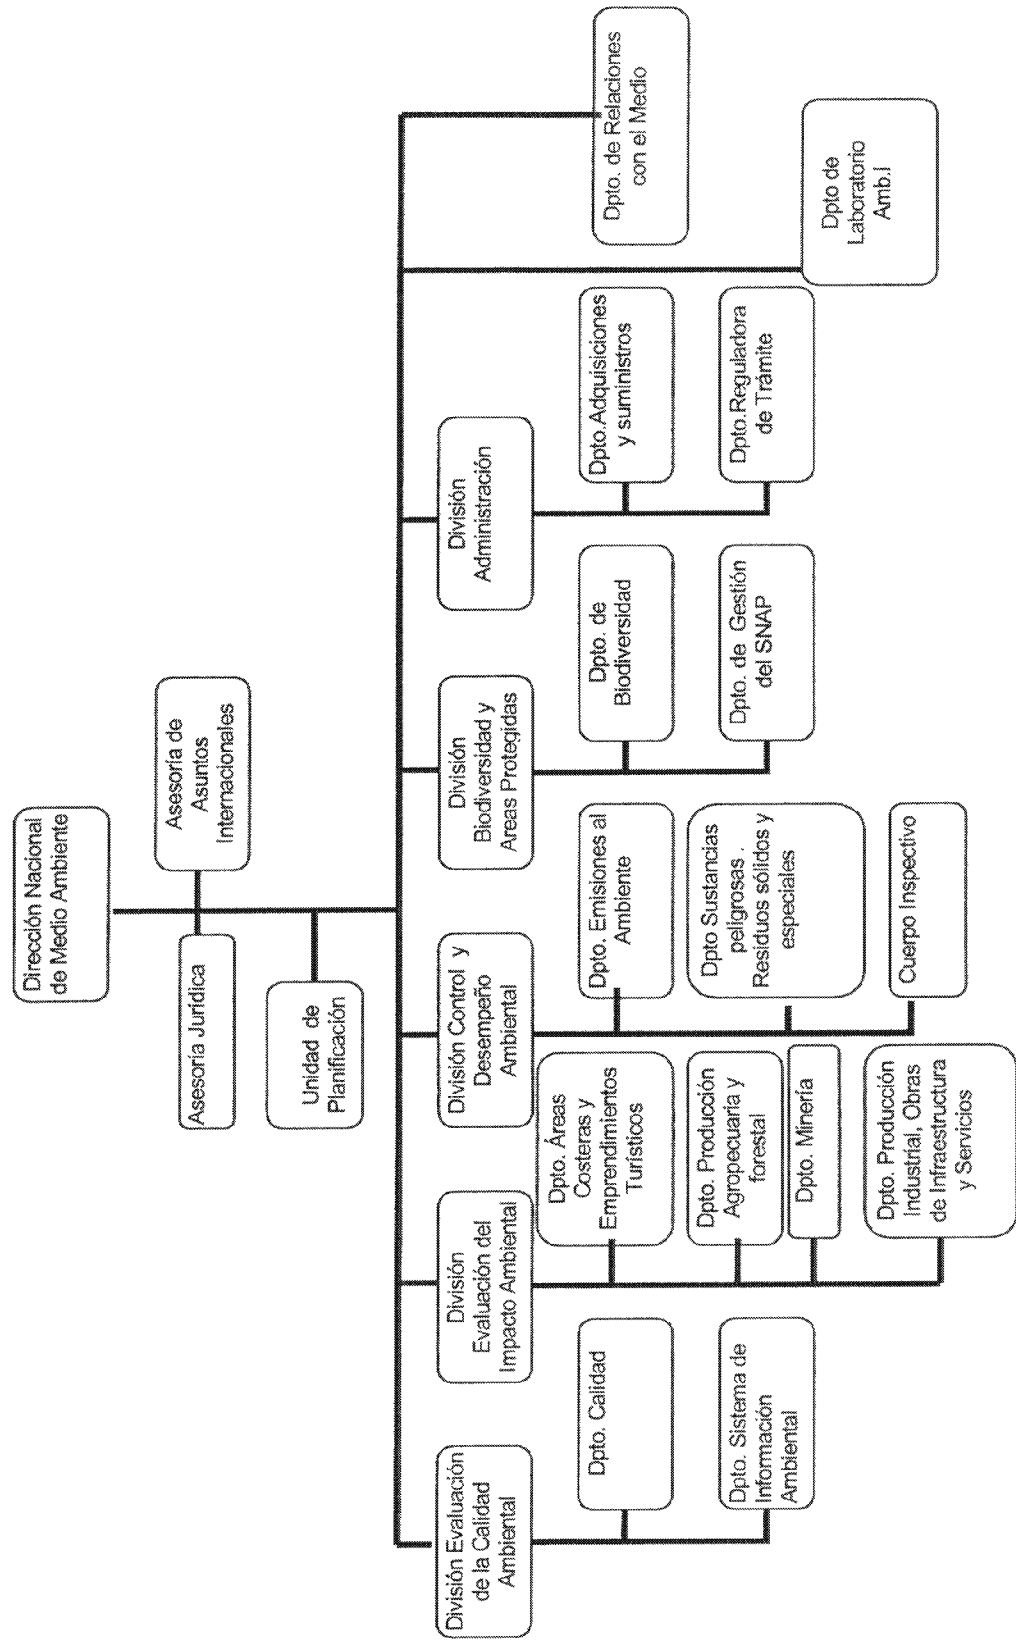 Dirección Nacional
de Medio Ambiente
Asesoría Jurídica
Asesoría de
Asuntos
Internacionales
Unidad de
Planificación
División Evaluación
de la Calidad
Ambiental
Dpto. Calidad
Dpto. Sistema de
Información
Ambiental
División
Evaluación del
Impacto Ambiental
Dpto. Áreas
Costeras y
Emprendimientos
Turísticos
Dpto. Producción
Agropecuaria y
forestal
Dpto. Minería
Dpto. Producción
Industrial, Obras
de Infraestructura
y Servicios
División Control y
Desempeño
Ambiental
Dpto. Emisiones al
Ambiente
Dpto Sustancias
peligrosas .
Residuos sólidos y
especiales
Cuerpo Inspectivo
División
Biodiversidad y
Areas Protegidas
Dpto. de
Biodiversidad
Dpto. de Gestión
del SNAP
División
Administración
Dpto.Adquisiciones
y suministros
Dpto.Reguladora
de Trámite
Dpto de
Laboratorio
Amb.l
Dpto. de Relaciones
con el Medio